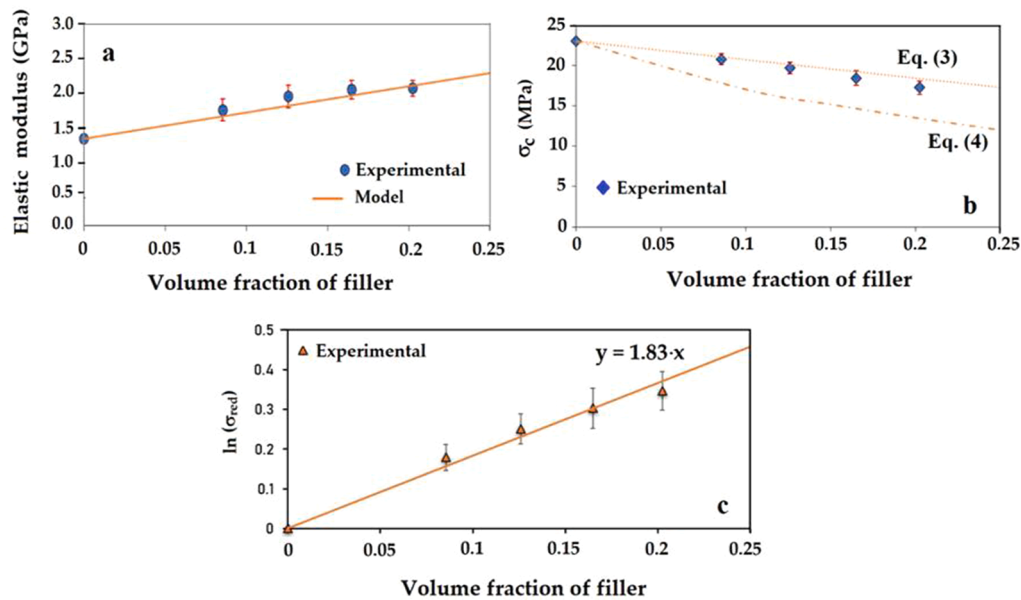 a
Elastic modulus (GPa)
3.0
2.5
2.0
1.5
1.0
0.5
0.0
Experimental
Model
0 0.05 0.1 0.15 0.2 0.25
Volume fraction of filler
b
σc (MPa)
25
20
15
10
5
0
Eq. (3)
Eq. (4)
Experimental
0 0.05 0.1 0.15 0.2 0.25
Volume fraction of filler
c
ln (σred)
0.5
0.4
0.3
0.2
0.1
0
Experimental
y = 1.83·x
0 0.05 0.1 0.15 0.2 0.25
Volume fraction of filler